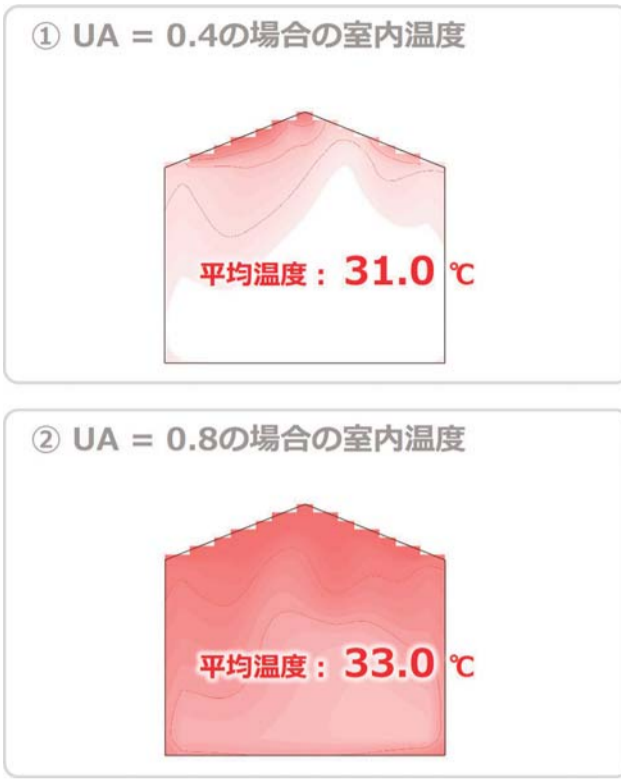 ① UA = 0.4の場合の室内温度
平均温度： 31.0 ℃
② UA = 0.8の場合の室内温度
平均温度： 33.0 ℃